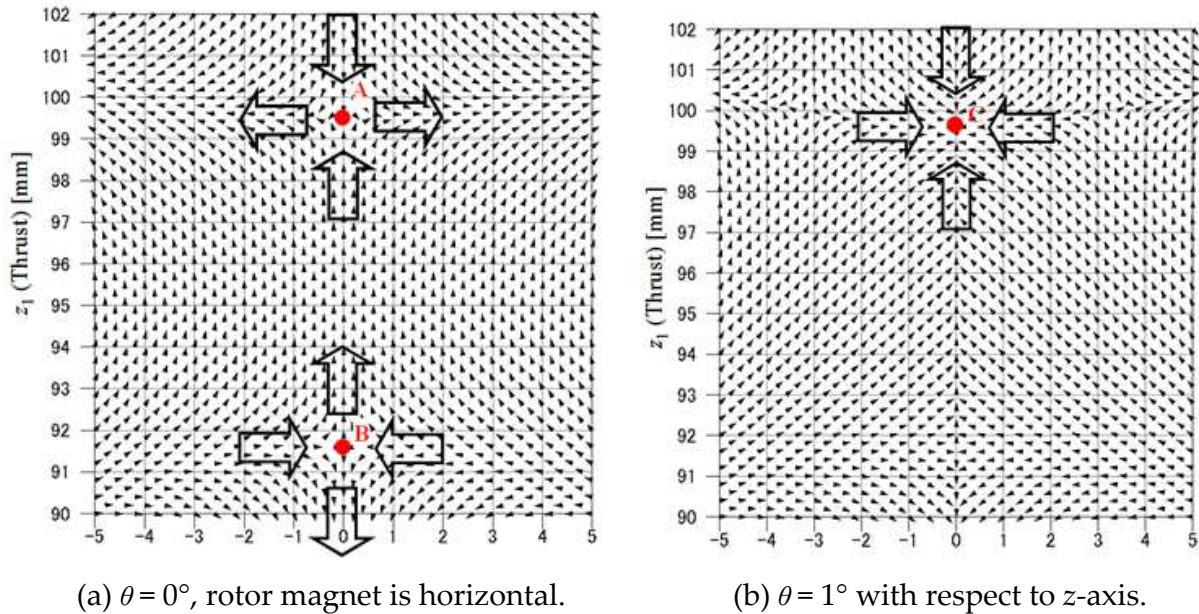 z₁ (Thrust) [mm]
102
101
100
99
98
97
96
95
94
93
92
91
90
A
B
-5 -4 -3 -2 -1 0 1 2 3 4 5
(a) θ = 0°, rotor magnet is horizontal.
z₁ (Thrust) [mm]
102
101
100
99
98
97
96
95
94
93
92
91
90
C
-5 -4 -3 -2 -1 0 1 2 3 4 5
(b) θ = 1° with respect to z-axis.